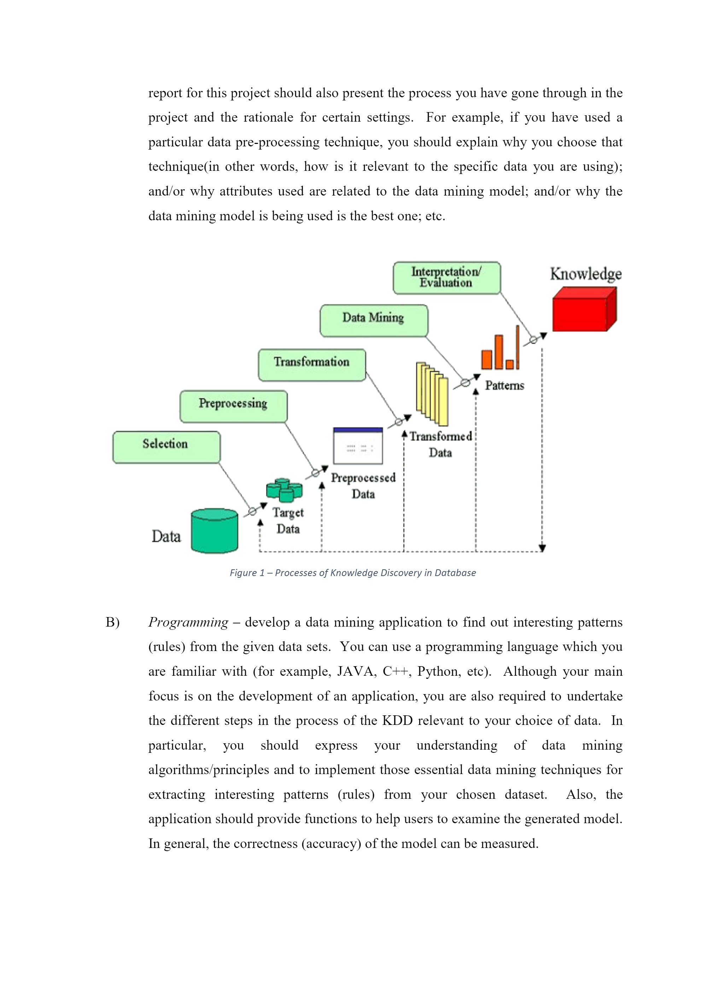 report for this project should also present the process you have gone through in the
project and the rationale for certain settings.  For example, if you have used a
particular data pre-processing technique, you should explain why you choose that
technique(in other words, how is it relevant to the specific data you are using);
and/or why attributes used are related to the data mining model; and/or why the
data mining model is being used is the best one; etc.
Interpretation/
Evaluation
Knowledge
Data Mining
Transformation
Patterns
Preprocessing
Transformed
Data
Selection
Preprocessed
Data
Target
Data
Data
Figure 1 – Processes of Knowledge Discovery in Database
B) Programming – develop a data mining application to find out interesting patterns
(rules) from the given data sets.  You can use a programming language which you
are familiar with (for example, JAVA, C++, Python, etc).  Although your main
focus is on the development of an application, you are also required to undertake
the different steps in the process of the KDD relevant to your choice of data.  In
particular, you should express your understanding of data mining
algorithms/principles and to implement those essential data mining techniques for
extracting interesting patterns (rules) from your chosen dataset.  Also, the
application should provide functions to help users to examine the generated model.
In general, the correctness (accuracy) of the model can be measured.